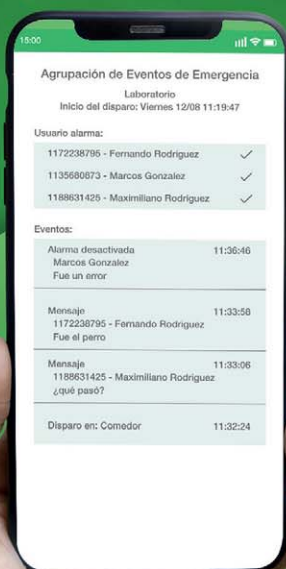 15:00
Agrupación de Eventos de Emergencia
Laboratorio
Inicio del disparo: Viernes 12/08 11:19:47
Usuario alarma:
1172238795 - Fernando Rodriguez
1135680873 - Marcos Gonzalez
1188631425 - Maximiliano Rodriguez
Eventos:
Alarma desactivada 11:36:46
Marcos Gonzalez
Fue un error
Mensaje 11:33:58
1172238795 - Fernando Rodriguez
Fue el perro
Mensaje 11:33:06
1188631425 - Maximiliano Rodriguez
¿qué pasó?
Disparo en: Comedor 11:32:24